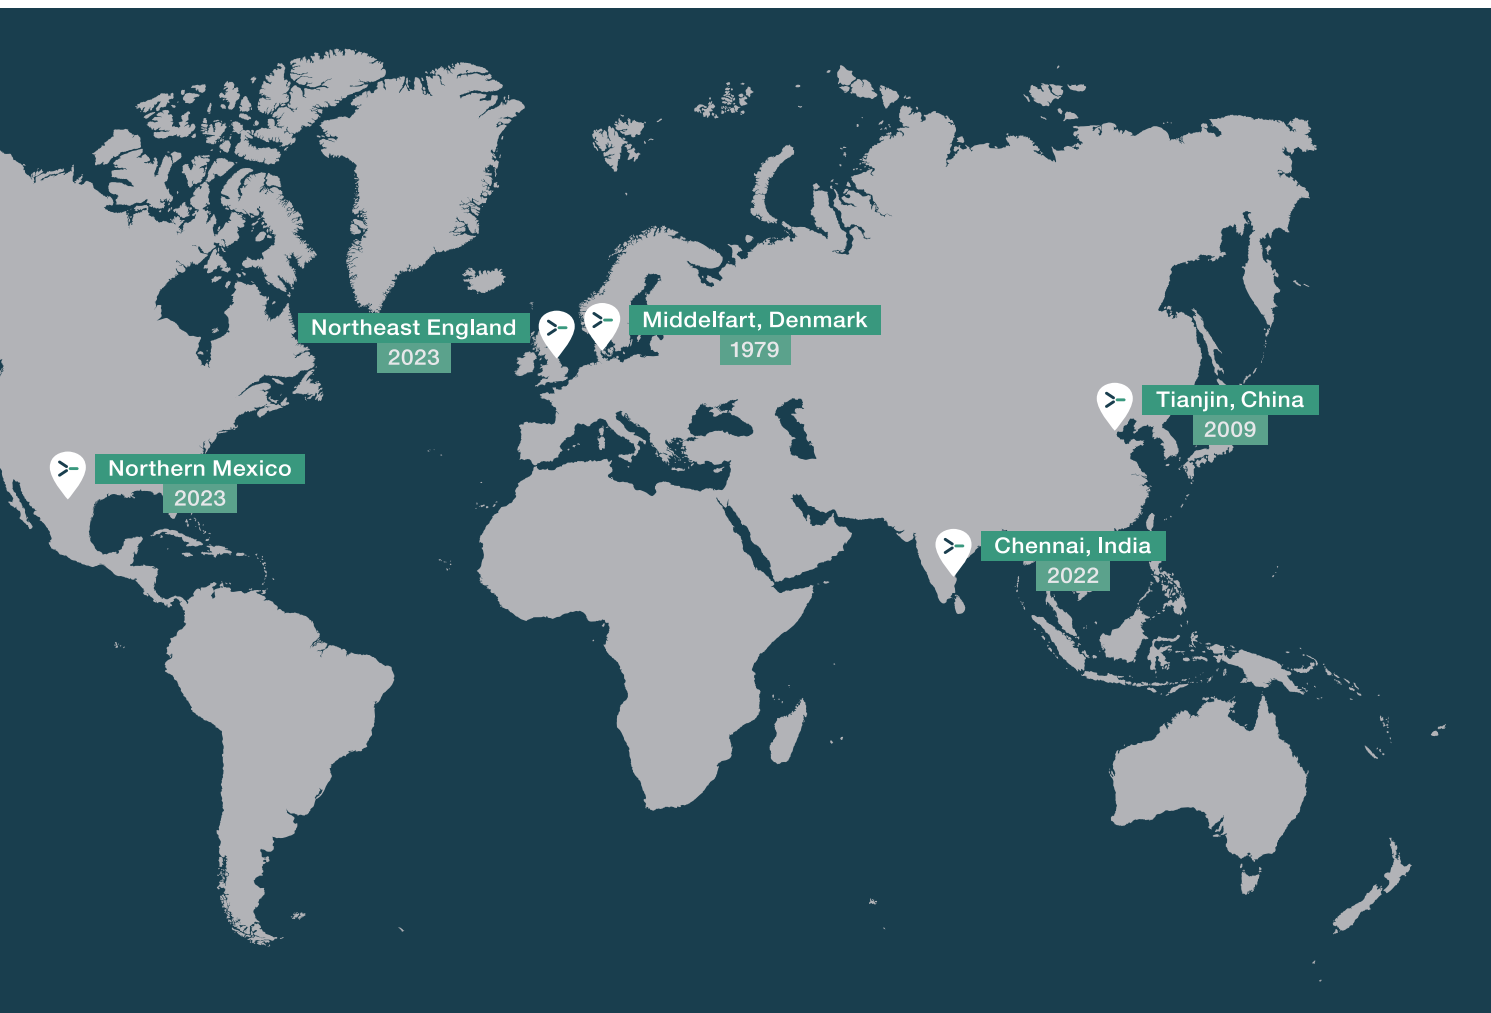 Northeast England
2023
Middelfart, Denmark
1979
Tianjin, China
2009
Northern Mexico
2023
Chennai, India
2022